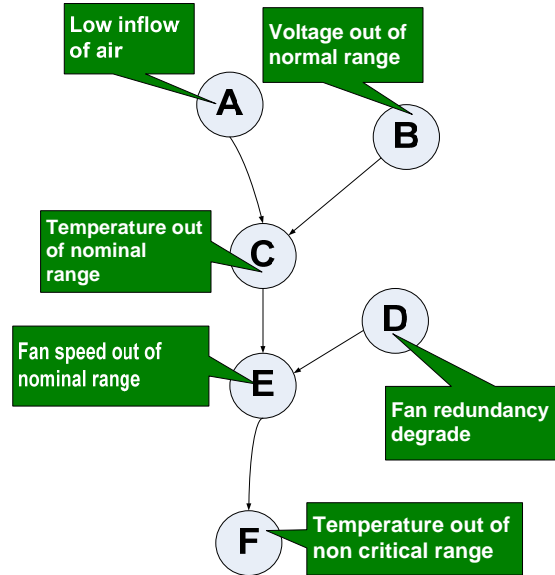 Low inflow
of air
Voltage out of
normal range
A
B
Temperature out
of nominal
range
C
D
Fan speed out of
nominal range
E
Fan redundancy
degrade
F
Temperature out of
non critical range